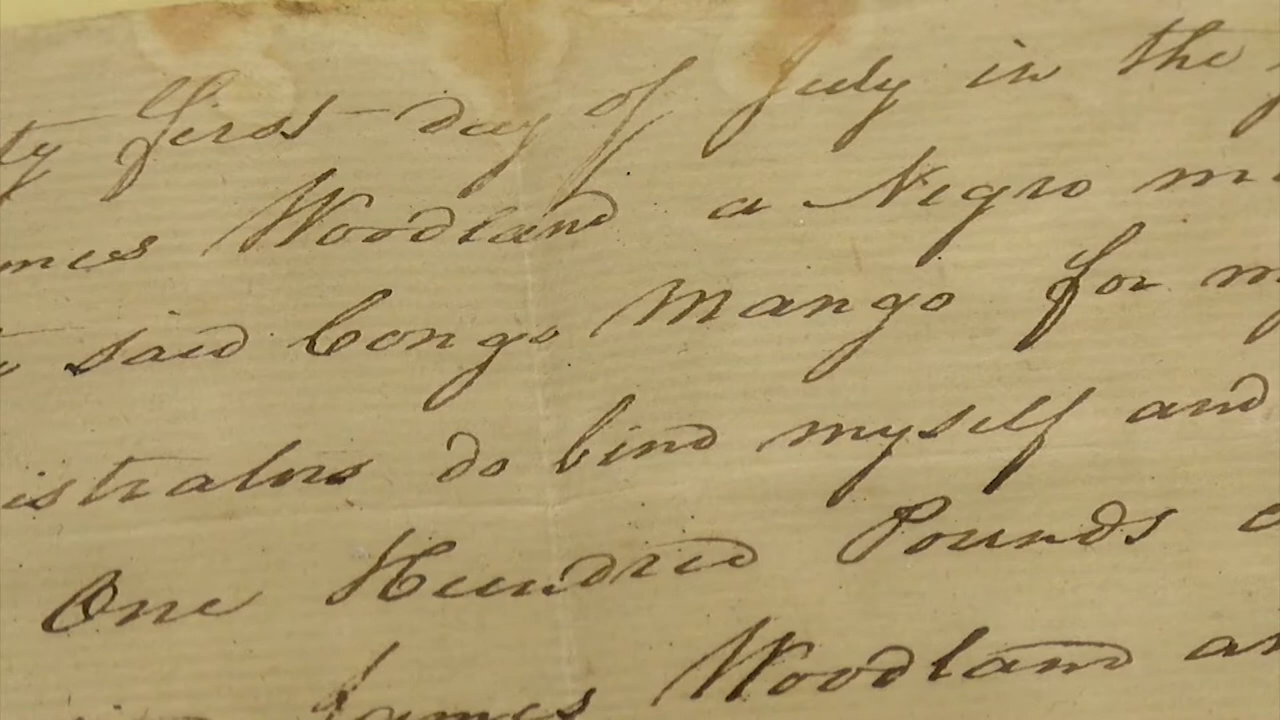 ty first day of July in the
mes Woodland a Negro m
said Congo Mango for m
istrators do bind myself and
One Hundred Pounds
James Woodland an